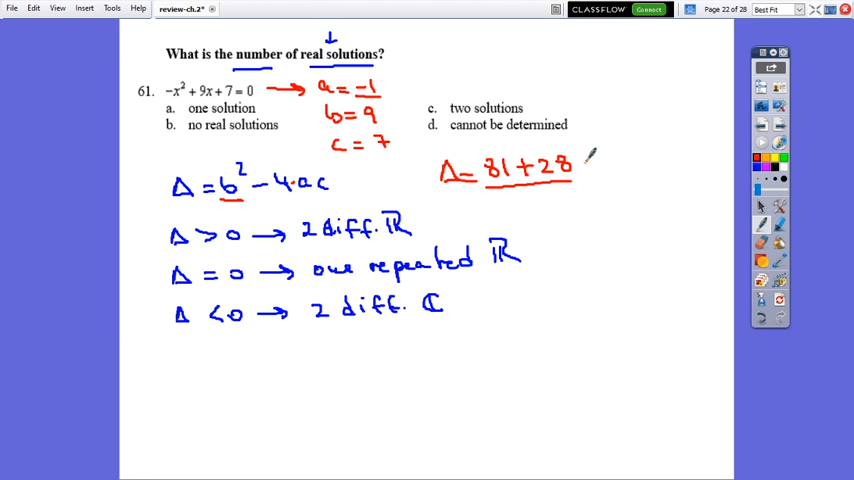 File Edit View Insert Tools Help
review-ch.2*
CLASSFLOW Connect
Page 22 of 28 Best Fit
What is the number of real solutions?
61. −x² + 9x + 7 = 0 → a = −1
a. one solution
b. no real solutions
b = 9
c = 7
c. two solutions
d. cannot be determined
Δ = 81 + 28
Δ = b² − 4·ac
Δ > 0 → 2 diff. ℝ
Δ = 0 → one repeated ℝ
Δ < 0 → 2 diff. ℂ